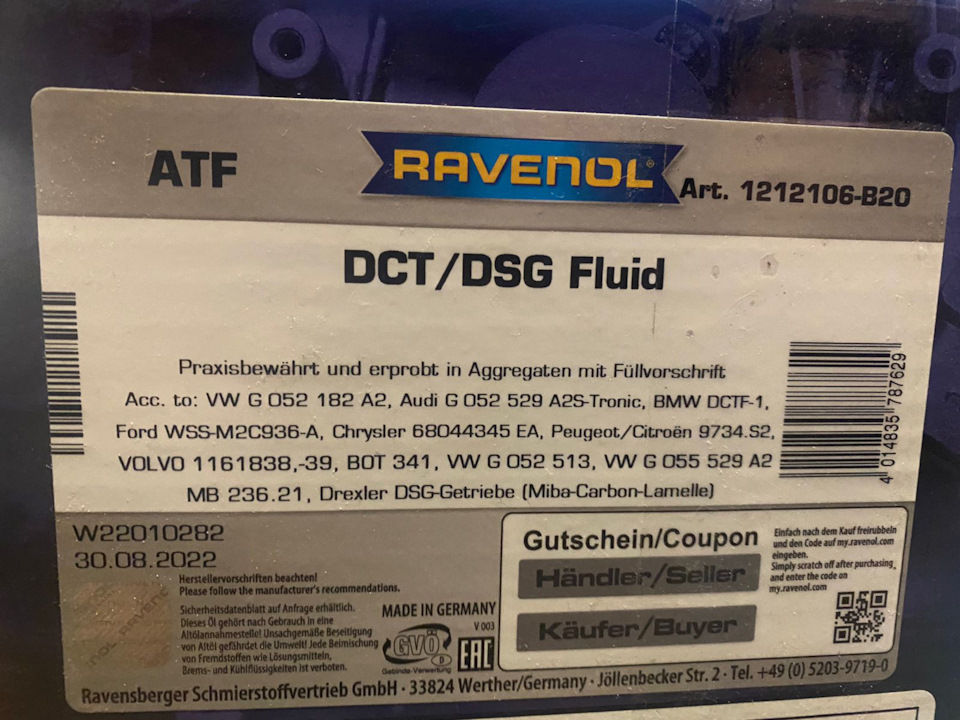 ATF
RAVENOL®
Art. 1212106-B20
DCT/DSG Fluid
Praxisbewährt und erprobt in Aggregaten mit Füllvorschrift
Acc. to: VW G 052 182 A2, Audi G 052 529 A2S-Tronic, BMW DCTF-1,
Ford WSS-M2C936-A, Chrysler 68044345 EA, Peugeot/Citroën 9734.S2,
VOLVO 1161838,-39, BOT 341, VW G 052 513, VW G 055 529 A2
MB 236.21, Drexler DSG-Getriebe (Miba-Carbon-Lamelle)
4 014835 787629
W22010282
30.08.2022
Herstellervorschriften beachten!
Please follow the manufacturer's recommendations.
Sicherheitsdatenblatt auf Anfrage erhältlich.
Dieses Öl gehört nach Gebrauch in eine
Altölannahmestelle! Unsachgemäße Beseitigung
von Altöl gefährdet die Umwelt! Jede Beimischung
von Fremdstoffen wie Lösungsmitteln,
Brems- und Kühlflüssigkeiten ist verboten.
MADE IN GERMANY
V 003
GVÖ
D
Gebinde-Verwertung
EAC
Gutschein/Coupon
Händler/Seller
Käufer/Buyer
Einfach nach dem Kauf freirubbeln
und den Code auf my.ravenol.com
eingeben.
Simply scratch off after purchasing
and enter the code on
my.ravenol.com
Ravensberger Schmierstoffvertrieb GmbH · 33824 Werther/Germany · Jöllenbecker Str. 2 · Tel. +49 (0) 5203-9719-0